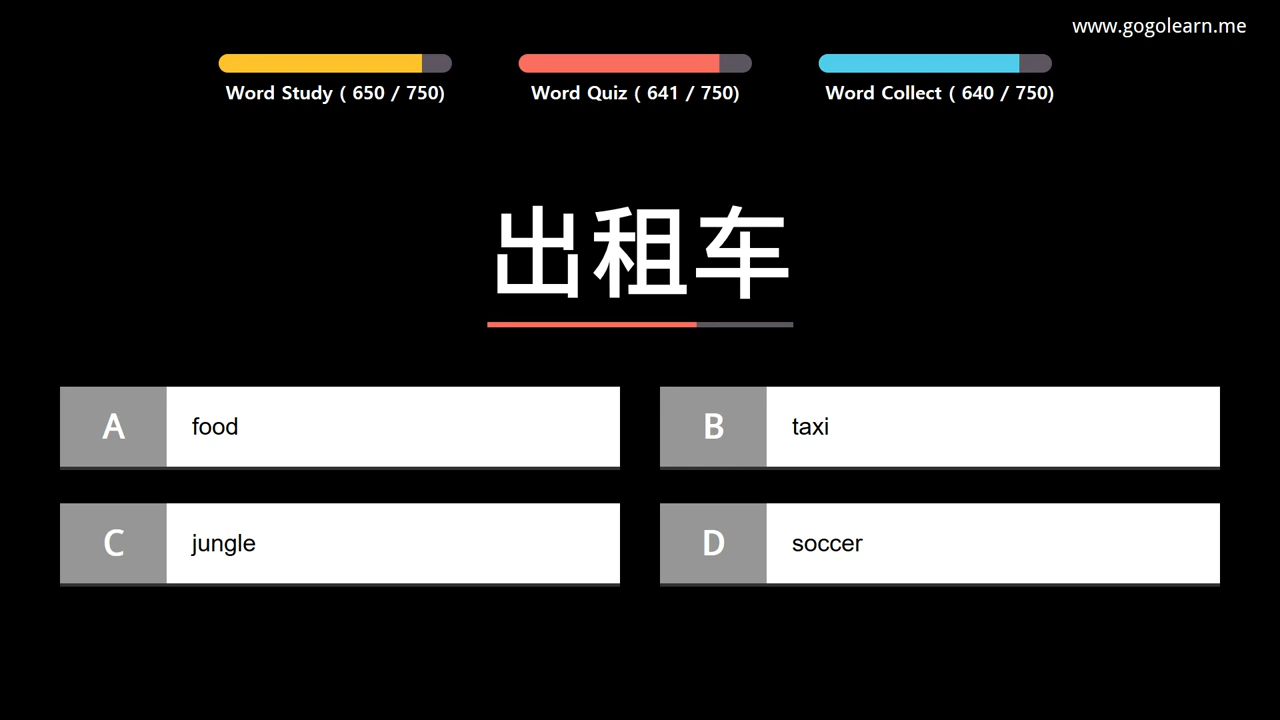 www.gogolearn.me
Word Study ( 650 / 750)
Word Quiz ( 641 / 750)
Word Collect ( 640 / 750)
出租车
A food
B taxi
C jungle
D soccer